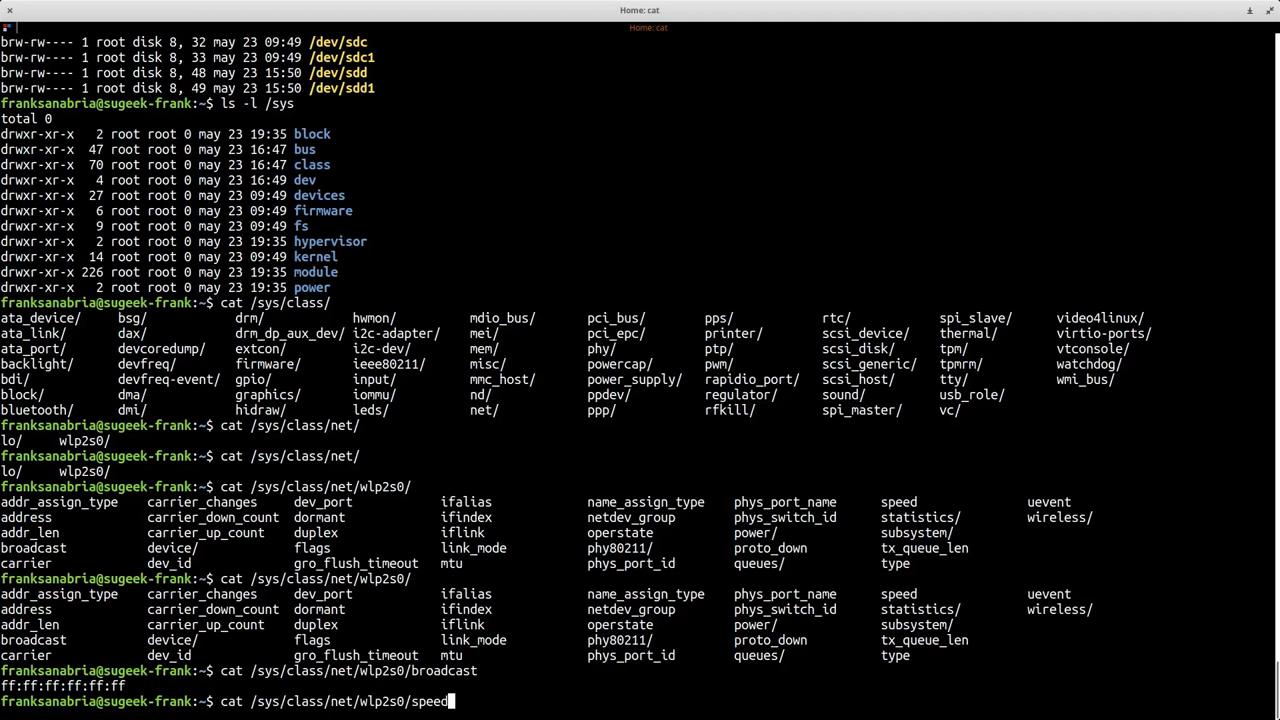 Home: cat
Home: cat
brw-rw---- 1 root disk 8, 32 may 23 09:49 /dev/sdc
brw-rw---- 1 root disk 8, 33 may 23 09:49 /dev/sdc1
brw-rw---- 1 root disk 8, 48 may 23 15:50 /dev/sdd
brw-rw---- 1 root disk 8, 49 may 23 15:50 /dev/sdd1
franksanabria@sugeek-frank:~$ ls -l /sys
total 0
drwxr-xr-x   2 root root 0 may 23 19:35 block
drwxr-xr-x  47 root root 0 may 23 16:47 bus
drwxr-xr-x  70 root root 0 may 23 16:47 class
drwxr-xr-x   4 root root 0 may 23 16:49 dev
drwxr-xr-x  27 root root 0 may 23 09:49 devices
drwxr-xr-x   6 root root 0 may 23 09:49 firmware
drwxr-xr-x   9 root root 0 may 23 09:49 fs
drwxr-xr-x   2 root root 0 may 23 19:35 hypervisor
drwxr-xr-x  14 root root 0 may 23 09:49 kernel
drwxr-xr-x 226 root root 0 may 23 19:35 module
drwxr-xr-x   2 root root 0 may 23 19:35 power
franksanabria@sugeek-frank:~$ cat /sys/class/
ata_device/ bsg/ drm/ hwmon/ mdio_bus/ pci_bus/ pps/ rtc/ spi_slave/ video4linux/
ata_link/ dax/ drm_dp_aux_dev/ i2c-adapter/ mei/ pci_epc/ printer/ scsi_device/ thermal/ virtio-ports/
ata_port/ devcoredump/ extcon/ i2c-dev/ mem/ phy/ ptp/ scsi_disk/ tpm/ vtconsole/
backlight/ devfreq/ firmware/ ieee80211/ misc/ powercap/ pwm/ scsi_generic/ tpmrm/ watchdog/
bdi/ devfreq-event/ gpio/ input/ mmc_host/ power_supply/ rapidio_port/ scsi_host/ tty/ wmi_bus/
block/ dma/ graphics/ iommu/ nd/ ppdev/ regulator/ sound/ usb_role/
bluetooth/ dmi/ hidraw/ leds/ net/ ppp/ rfkill/ spi_master/ vc/
franksanabria@sugeek-frank:~$ cat /sys/class/net/
lo/ wlp2s0/
franksanabria@sugeek-frank:~$ cat /sys/class/net/
lo/ wlp2s0/
franksanabria@sugeek-frank:~$ cat /sys/class/net/wlp2s0/
addr_assign_type carrier_changes dev_port ifalias name_assign_type phys_port_name speed uevent
address carrier_down_count dormant ifindex netdev_group phys_switch_id statistics/ wireless/
addr_len carrier_up_count duplex iflink operstate power/ subsystem/
broadcast device/ flags link_mode phy80211/ proto_down tx_queue_len
carrier dev_id gro_flush_timeout mtu phys_port_id queues/ type
franksanabria@sugeek-frank:~$ cat /sys/class/net/wlp2s0/
addr_assign_type carrier_changes dev_port ifalias name_assign_type phys_port_name speed uevent
address carrier_down_count dormant ifindex netdev_group phys_switch_id statistics/ wireless/
addr_len carrier_up_count duplex iflink operstate power/ subsystem/
broadcast device/ flags link_mode phy80211/ proto_down tx_queue_len
carrier dev_id gro_flush_timeout mtu phys_port_id queues/ type
franksanabria@sugeek-frank:~$ cat /sys/class/net/wlp2s0/broadcast
ff:ff:ff:ff:ff:ff
franksanabria@sugeek-frank:~$ cat /sys/class/net/wlp2s0/speed